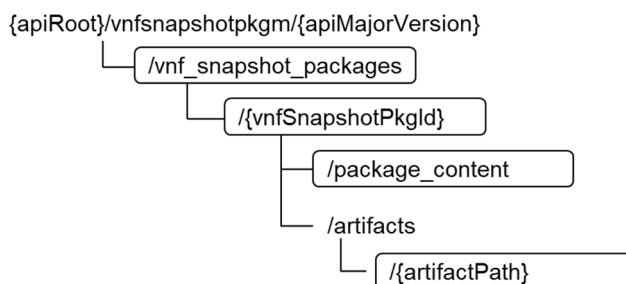 {apiRoot}/vnfsnapshotpkgm/{apiMajorVersion}
/vnf_snapshot_packages
/{vnfSnapshotPkgId}
/package_content
/artifacts
/{artifactPath}